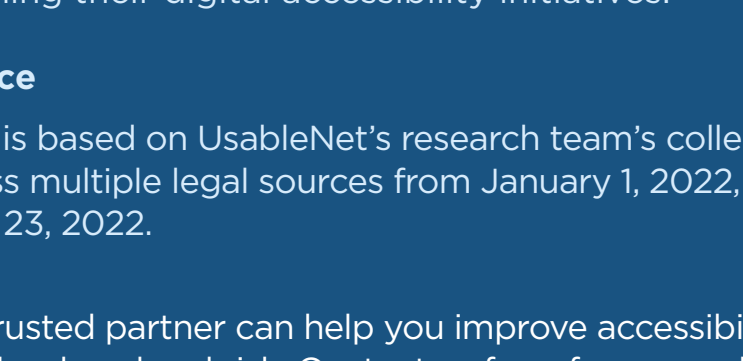 ning their digital accessibility initiatives.
ce
is based on UsableNet's research team's colle
ss multiple legal sources from January 1, 2022,
23, 2022.
rusted partner can help you improve accessibi